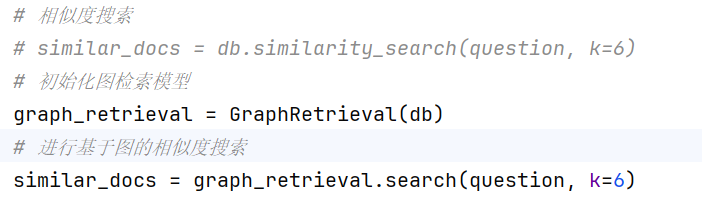 # 相似度搜索
# similar_docs = db.similarity_search(question, k=6)
# 初始化图检索模型
graph_retrieval = GraphRetrieval(db)
# 进行基于图的相似度搜索
similar_docs = graph_retrieval.search(question, k=6)